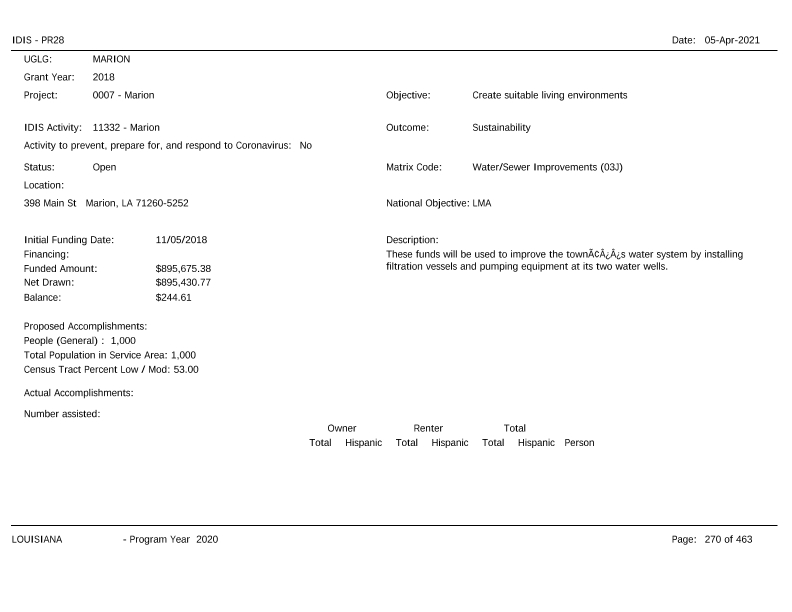 IDIS - PR28 Date: 05-Apr-2021
UGLG: MARION
Grant Year: 2018
Project: 0007 - Marion Objective: Create suitable living environments
IDIS Activity: 11332 - Marion Outcome: Sustainability
Activity to prevent, prepare for, and respond to Coronavirus: No
Status: Open Matrix Code: Water/Sewer Improvements (03J)
Location:
398 Main St Marion, LA 71260-5252 National Objective: LMA
Initial Funding Date: 11/05/2018 Description:
Financing: These funds will be used to improve the townÃ¢Â¿Â¿s water system by installing
Funded Amount: $895,675.38 filtration vessels and pumping equipment at its two water wells.
Net Drawn: $895,430.77
Balance: $244.61
Proposed Accomplishments:
People (General) : 1,000
Total Population in Service Area: 1,000
Census Tract Percent Low / Mod: 53.00
Actual Accomplishments:
Number assisted:
Owner Renter Total
Total Hispanic Total Hispanic Total Hispanic Person
LOUISIANA - Program Year 2020 Page: 270 of 463